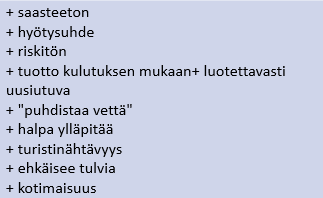 + saasteeton
+ hyötysuhde
+ riskitön
+ tuotto kulutuksen mukaan+ luotettavasti
uusiutuva
+ "puhdistaa vettä"
+ halpa ylläpitää
+ turistinähtävyys
+ ehkäisee tulvia
+ kotimaisuus